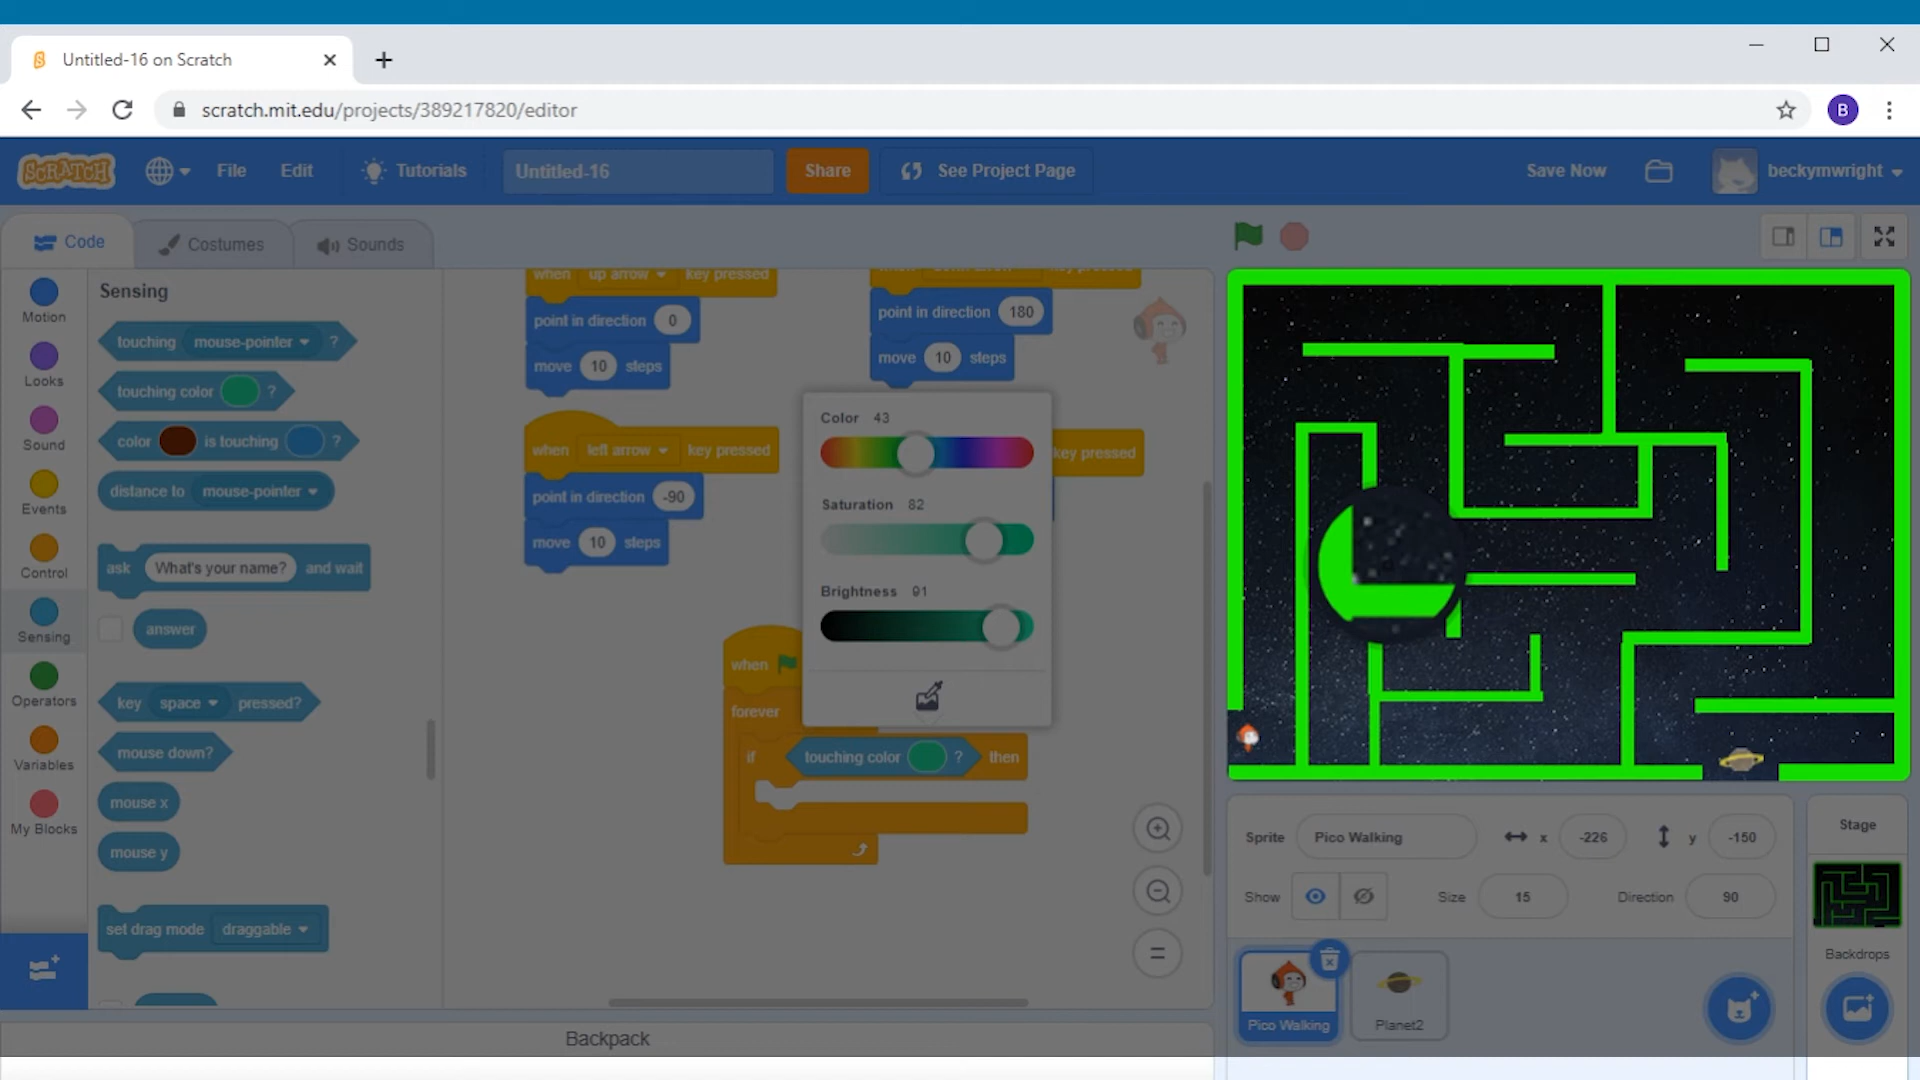 Untitled-16 on Scratch
scratch.mit.edu/projects/389217820/editor
B
SCRATCH
File
Edit
Tutorials
Untitled-16
Share
See Project Page
Save Now
beckymwright
Code
Costumes
Sounds
Motion
Looks
Sound
Events
Control
Sensing
Operators
Variables
My Blocks
Sensing
touching mouse-pointer ?
touching color ?
color is touching ?
distance to mouse-pointer
ask What's your name? and wait
answer
key space pressed?
mouse down?
mouse x
mouse y
set drag mode draggable
when up arrow key pressed
point in direction 0
move 10 steps
point in direction 180
move 10 steps
when left arrow key pressed
point in direction -90
move 10 steps
key pressed
Color 43
Saturation 82
Brightness 91
when
forever
if touching color ? then
Backpack
Sprite Pico Walking x -226 y -150
Show Size 15 Direction 90
Pico Walking
Planet2
Stage
Backdrops